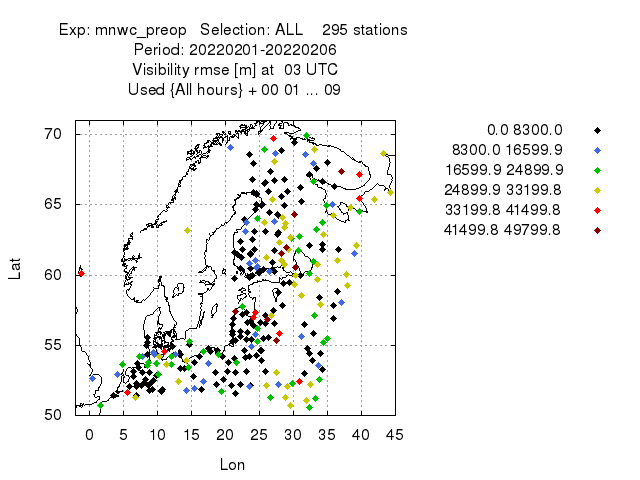 Exp: mnwc_preop Selection: ALL 295 stations
Period: 20220201-20220206
Visibility rmse [m] at 03 UTC
Used {All hours} + 00 01 ... 09
0.0 8300.0
8300.0 16599.9
16599.9 24899.9
24899.9 33199.8
33199.8 41499.8
41499.8 49799.8
70
65
60
55
50
Lat
0 5 10 15 20 25 30 35 40 45
Lon